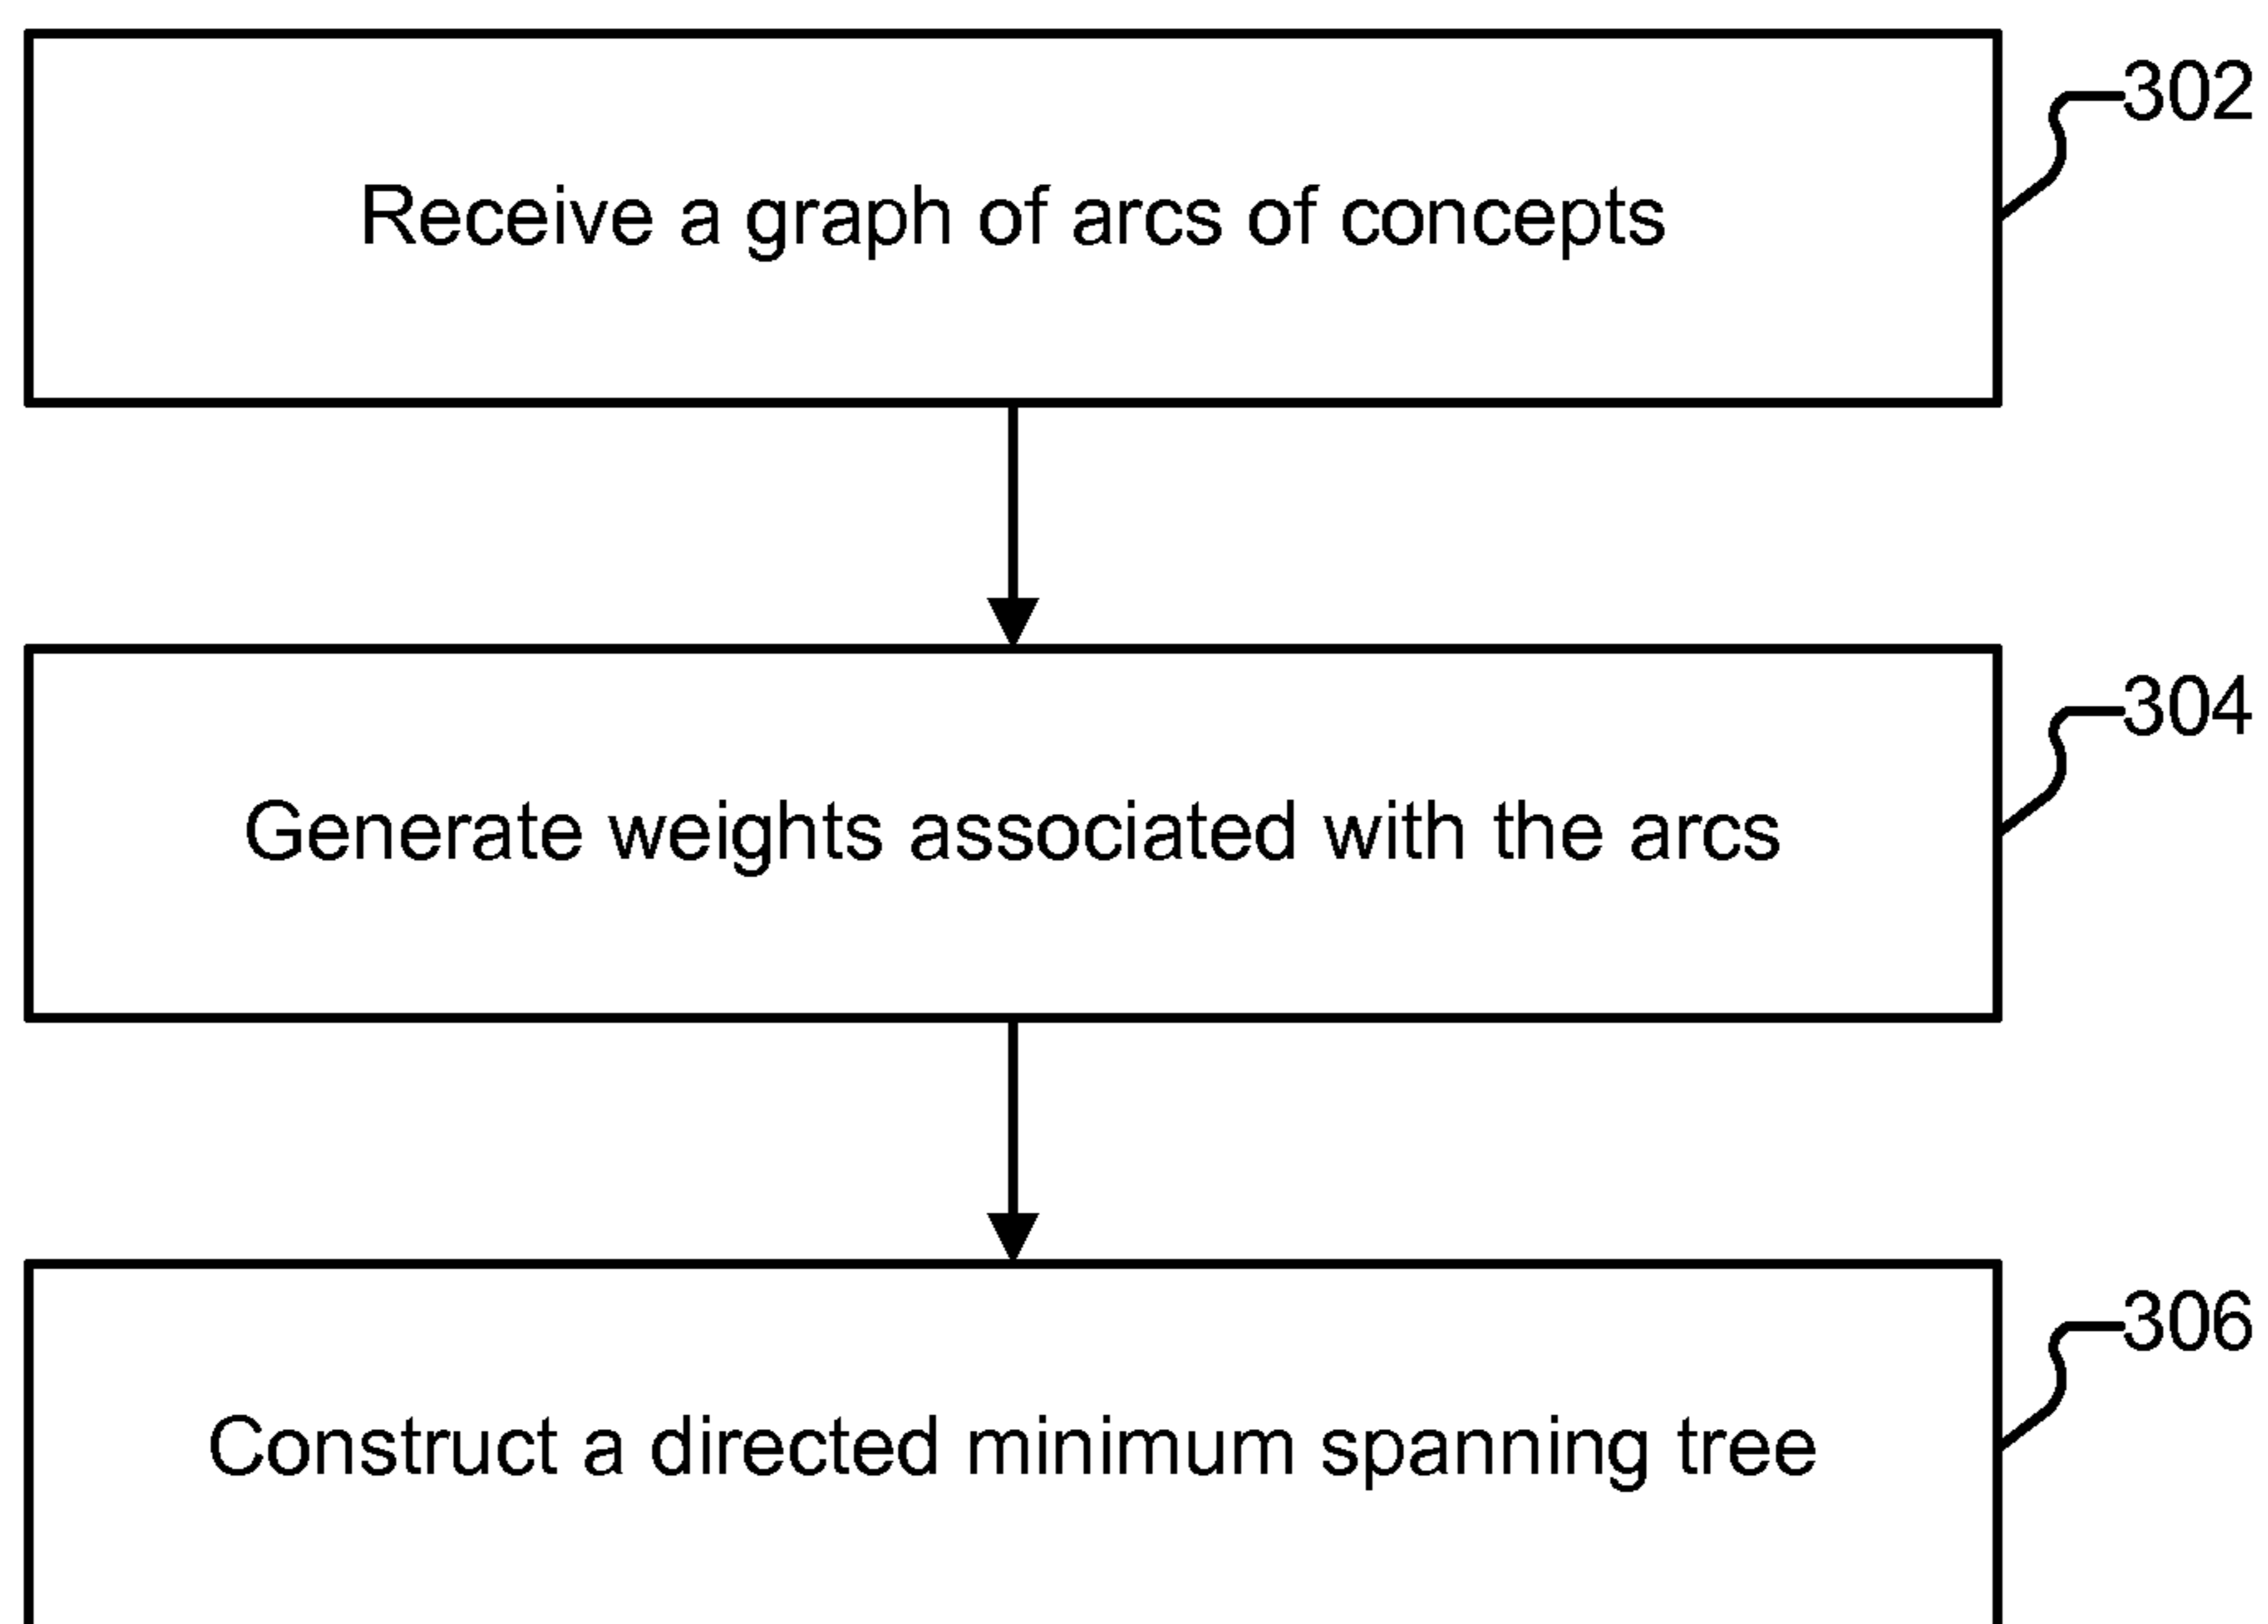 302
Receive a graph of arcs of concepts
304
Generate weights associated with the arcs
306
Construct a directed minimum spanning tree